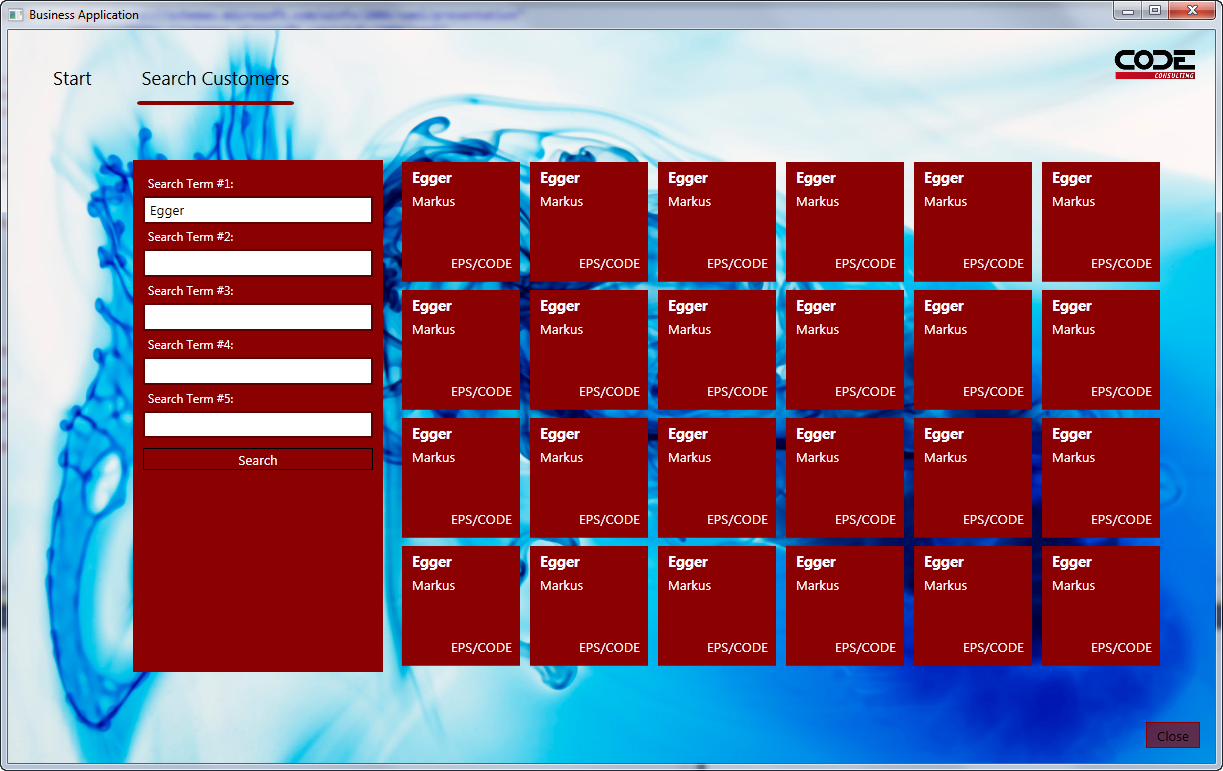 Business Application
Start
Search Customers
CODE
CONSULTING
Search Term #1:
Egger
Search Term #2:
Search Term #3:
Search Term #4:
Search Term #5:
Search
Egger Egger Egger Egger Egger Egger
Markus Markus Markus Markus Markus Markus
EPS/CODE EPS/CODE EPS/CODE EPS/CODE EPS/CODE EPS/CODE
Egger Egger Egger Egger Egger Egger
Markus Markus Markus Markus Markus Markus
EPS/CODE EPS/CODE EPS/CODE EPS/CODE EPS/CODE EPS/CODE
Egger Egger Egger Egger Egger Egger
Markus Markus Markus Markus Markus Markus
EPS/CODE EPS/CODE EPS/CODE EPS/CODE EPS/CODE EPS/CODE
Egger Egger Egger Egger Egger Egger
Markus Markus Markus Markus Markus Markus
EPS/CODE EPS/CODE EPS/CODE EPS/CODE EPS/CODE EPS/CODE
Close